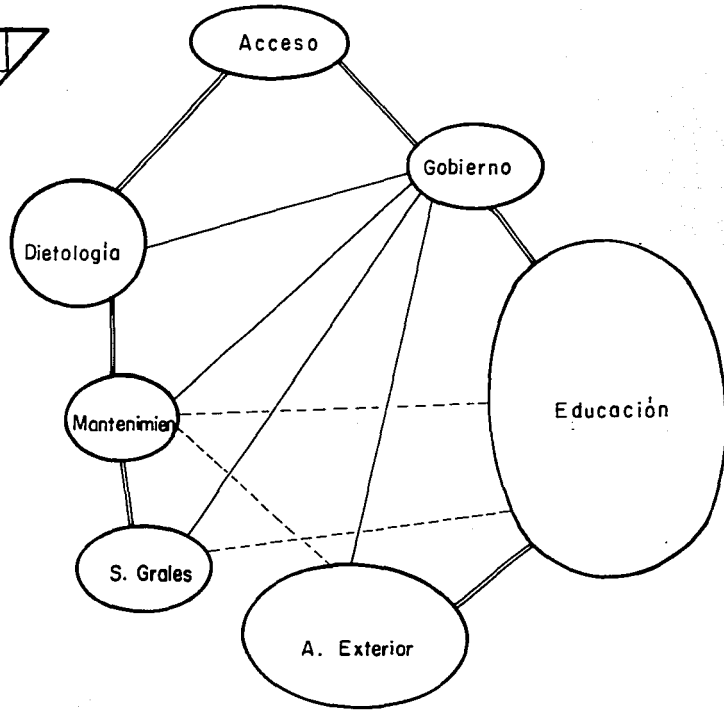 Acceso
Gobierno
Dietología
Mantenimien
Educación
S. Grales
A. Exterior